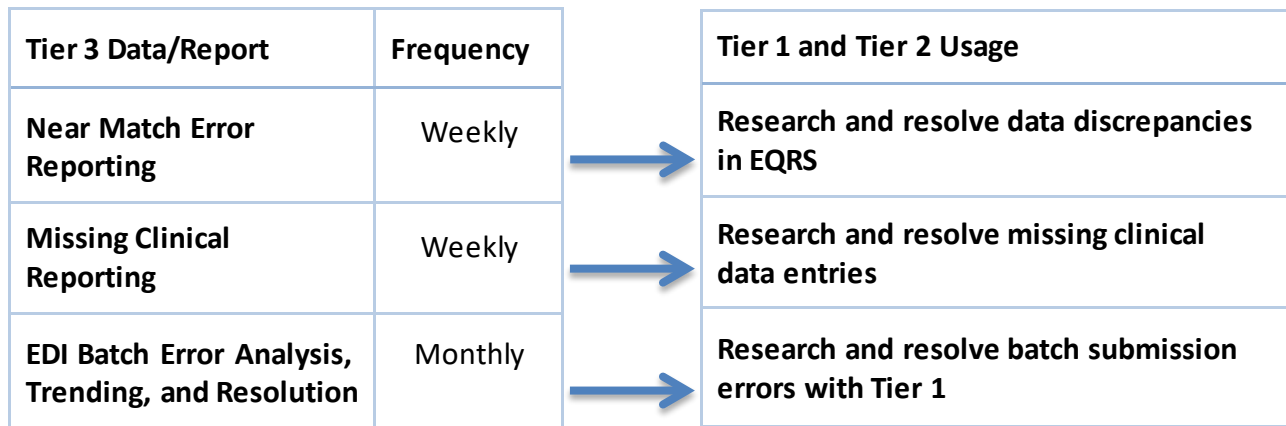 Tier 3 Data/Report
Frequency
Tier 1 and Tier 2 Usage
Near Match Error
Reporting
Weekly
Research and resolve data discrepancies
in EQRS
Missing Clinical
Reporting
Weekly
Research and resolve missing clinical
data entries
EDI Batch Error Analysis,
Trending, and Resolution
Monthly
Research and resolve batch submission
errors with Tier 1